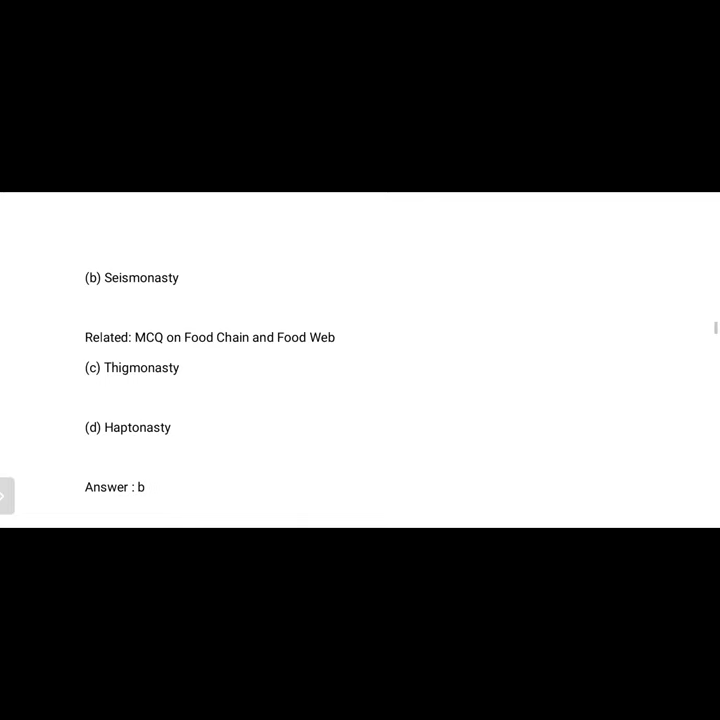 (b) Seismonasty
Related: MCQ on Food Chain and Food Web
(c) Thigmonasty
(d) Haptonasty
Answer : b